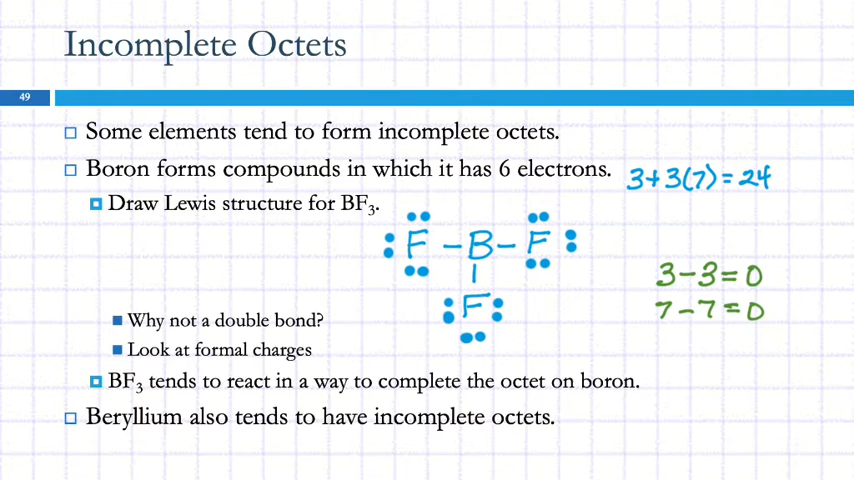 Incomplete Octets
49
Some elements tend to form incomplete octets.
Boron forms compounds in which it has 6 electrons.
3+3(7)=24
Draw Lewis structure for BF₃.
F–B–F
F
3-3=0
7-7=0
Why not a double bond?
Look at formal charges
BF₃ tends to react in a way to complete the octet on boron.
Beryllium also tends to have incomplete octets.